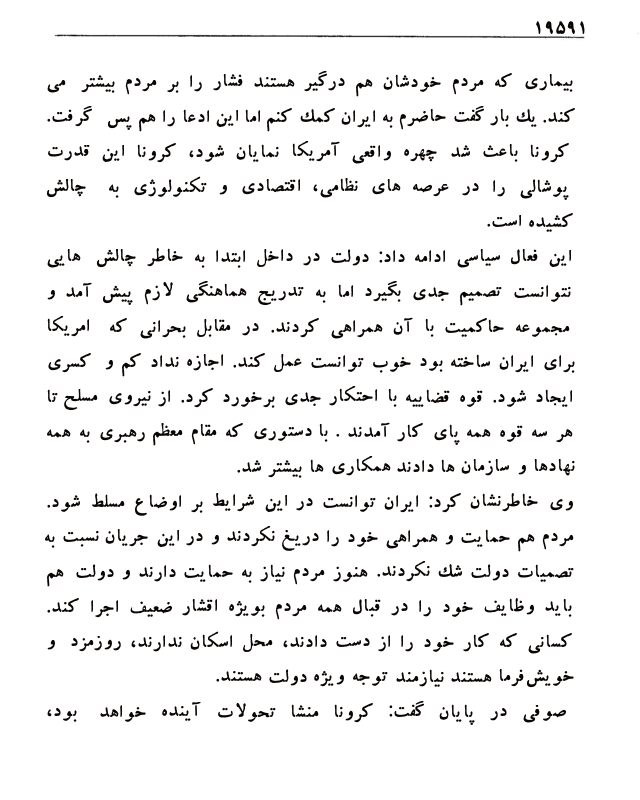 ۱۹۵۹۱
بیماری که مردم خودشان هم درگیر هستند فشار را بر مردم بیشتر می
کند. یك بار گفت حاضرم به ایران کمك کنم اما این ادعا را هم پس گرفت.
کرونا باعث شد چهره واقعی آمریکا نمایان شود، کرونا این قدرت
پوشالی را در عرصه های نظامی، اقتصادی و تکنولوژی به چالش
کشیده است.
این فعال سیاسی ادامه داد: دولت در داخل ابتدا به خاطر چالش هایی
نتوانست تصمیم جدی بگیرد اما به تدریج هماهنگی لازم پیش آمد و
مجموعه حاکمیت با آن همراهی کردند. در مقابل بحرانی که امریکا
برای ایران ساخته بود خوب توانست عمل کند. اجازه نداد کم و کسری
ایجاد شود. قوه قضاییه با احتکار جدی برخورد کرد. از نیروی مسلح تا
هر سه قوه همه پای کار آمدند . با دستوری که مقام معظم رهبری به همه
نهادها و سازمان ها دادند همکاری ها بیشتر شد.
وی خاطرنشان کرد: ایران توانست در این شرایط بر اوضاع مسلط شود.
مردم هم حمایت و همراهی خود را دریغ نکردند و در این جریان نسبت به
تصمیات دولت شك نکردند. هنوز مردم نیاز به حمایت دارند و دولت هم
باید وظایف خود را در قبال همه مردم بویژه اقشار ضعیف اجرا کند.
کسانی که کار خود را از دست دادند، محل اسکان ندارند، روزمزد و
خویش‌فرما هستند نیازمند توجه ویژه دولت هستند.
صوفی در پایان گفت: کرونا منشا تحولات آینده خواهد بود،